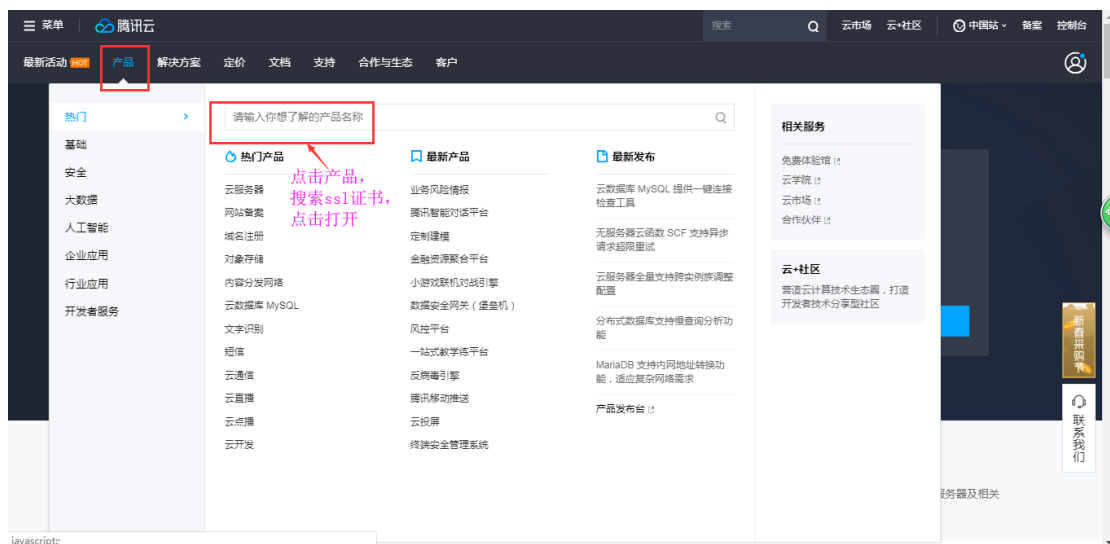 菜单
腾讯云
搜索
云市场
云+社区
中国站
备案
控制台
最新活动 HOT
产品
解决方案
定价
文档
支持
合作与生态
客户
热门
基础
安全
大数据
人工智能
企业应用
行业应用
开发者服务
请输入你想了解的产品名称
点击产品，
搜索ssl证书，
点击打开
热门产品
云服务器
网站备案
域名注册
对象存储
内容分发网络
云数据库 MySQL
文字识别
短信
云通信
云直播
云点播
云开发
最新产品
业务风险情报
腾讯智能对话平台
定制建模
金融资源聚合平台
小游戏联机对战引擎
数据安全网关（堡垒机）
风控平台
一站式教学练平台
反病毒引擎
腾讯移动推送
云投屏
终端安全管理系统
最新发布
云数据库 MySQL 提供一键连接
检查工具
无服务器云函数 SCF 支持异步
请求超限重试
云服务器全量支持跨实例族调整
配置
分布式数据库支持慢查询分析功
能
MariaDB 支持内网地址转换功
能，适应复杂网络需求
产品发布台
相关服务
免费体验馆
云学院
云市场
合作伙伴
云+社区
营造云计算技术生态圈，打造
开发者技术分享型社区
新春采购节
联系我们
服务器及相关
javascript:;